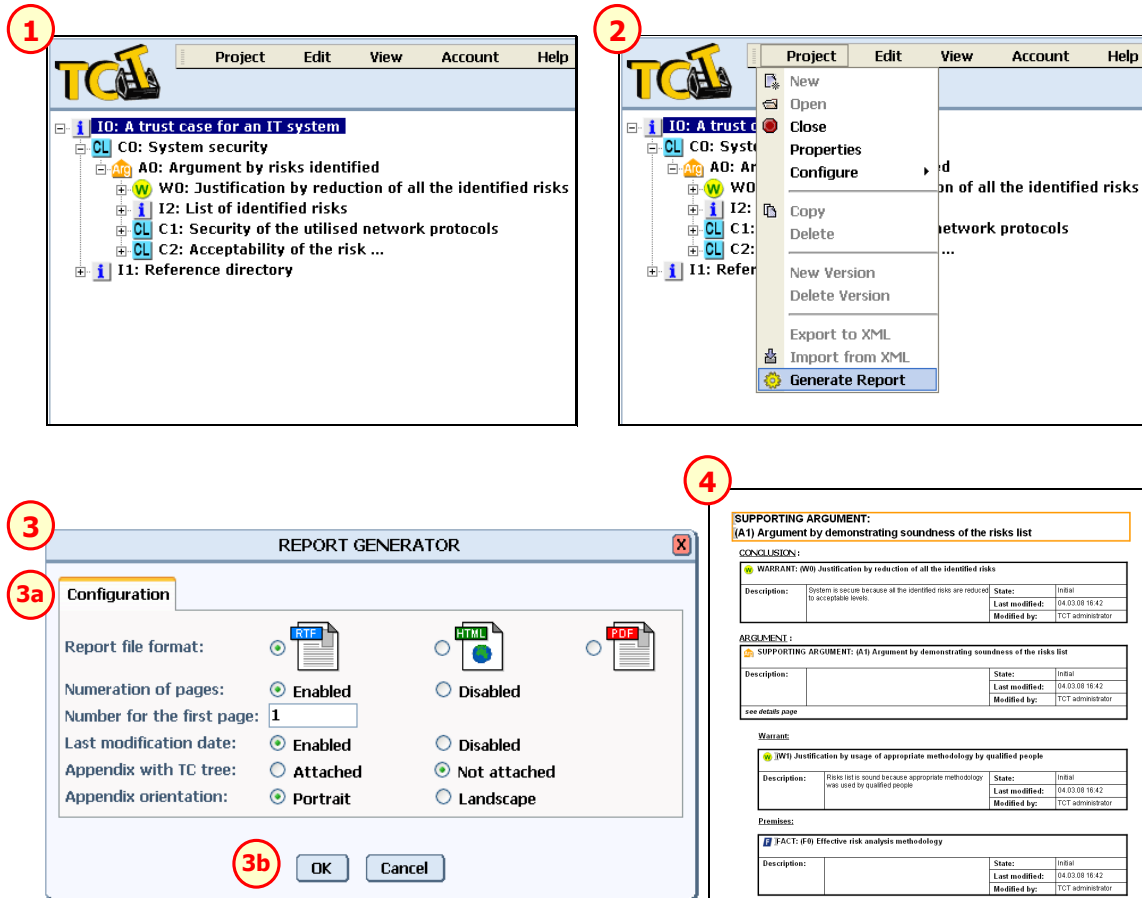 1
TCT
Project Edit View Account Help
I0: A trust case for an IT system
CL C0: System security
Arg A0: Argument by risks identified
W W0: Justification by reduction of all the identified risks
i I2: List of identified risks
CL C1: Security of the utilised network protocols
CL C2: Acceptability of the risk ...
i I1: Reference directory
2
TCT
Project Edit View Account Help
I0: A trust c
CL C0: Syste
A0: Ar d
W W0 on of all the identified risks
i I2:
CL C1: network protocols
CL C2: ...
i I1: Refer
New
Open
Close
Properties
Configure
Copy
Delete
New Version
Delete Version
Export to XML
Import from XML
Generate Report
3
REPORT GENERATOR
X
3a
Configuration
Report file format: RTF HTML PDF
Numeration of pages: Enabled Disabled
Number for the first page: 1
Last modification date: Enabled Disabled
Appendix with TC tree: Attached Not attached
Appendix orientation: Portrait Landscape
3b OK Cancel
4
SUPPORTING ARGUMENT:
(A1) Argument by demonstrating soundness of the risks list
CONCLUSION:
W WARRANT: (W0) Justification by reduction of all the identified risks
Description: System is secure because all the identified risks are reduced State: Initial
to acceptable levels.
Last modified: 04.03.08 16:42
Modified by: TCT administrator
ARGUMENT:
Arg SUPPORTING ARGUMENT: (A1) Argument by demonstrating soundness of the risks list
Description: State: Initial
Last modified: 04.03.08 16:42
Modified by: TCT administrator
see details page
Warrant:
W (W1) Justification by usage of appropriate methodology by qualified people
Description: Risks list is sound because appropriate methodology State: Initial
was used by qualified people
Last modified: 04.03.08 16:42
Modified by: TCT administrator
Premises:
F FACT: (F0) Effective risk analysis methodology
Description: State: Initial
Last modified: 04.03.08 16:42
Modified by: TCT administrator